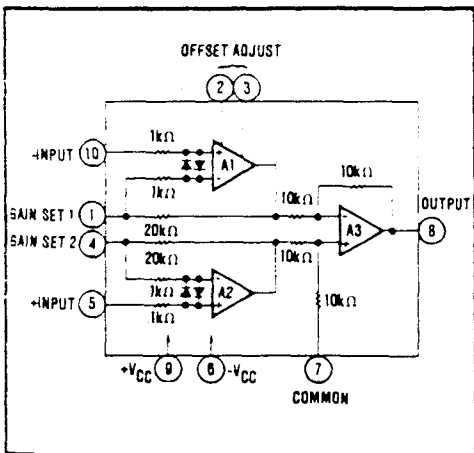 OFFSET ADJUST
2 3
1kΩ
-INPUT 10
A1
10kΩ
1kΩ
10kΩ
OUTPUT
GAIN SET 1 1
A3
8
20kΩ
GAIN SET 2 4
20kΩ
10kΩ
1kΩ
A2
10kΩ
+INPUT 5
1kΩ
+VCC 9 6 -VCC 7
COMMON